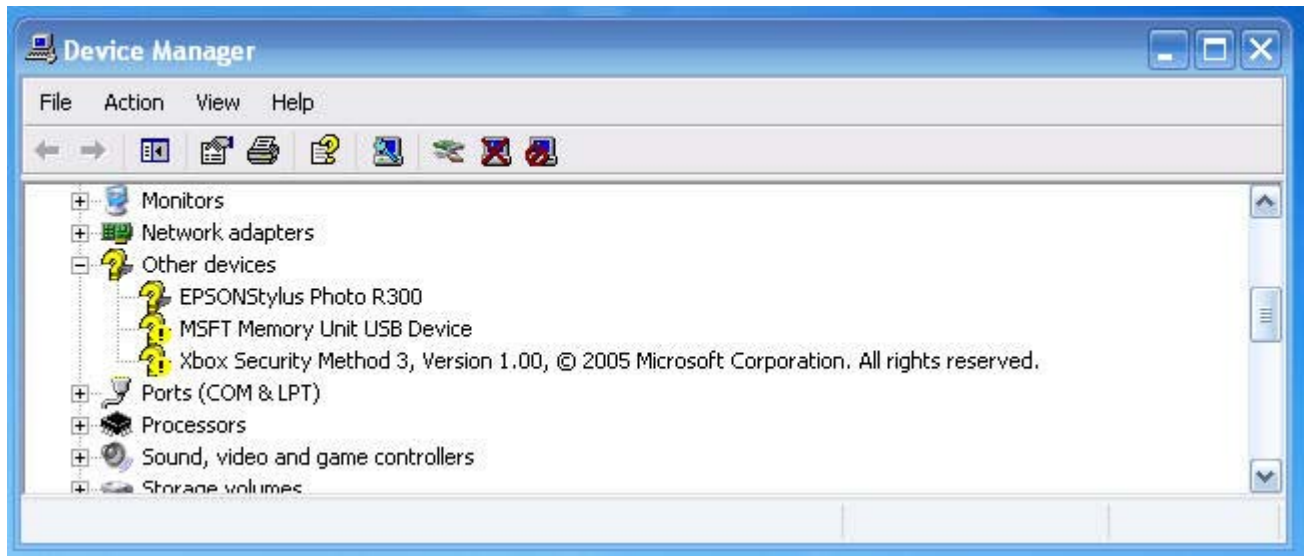 Device Manager
File Action View Help
Monitors
Network adapters
Other devices
EPSONStylus Photo R300
MSFT Memory Unit USB Device
Xbox Security Method 3, Version 1.00, © 2005 Microsoft Corporation. All rights reserved.
Ports (COM & LPT)
Processors
Sound, video and game controllers
Storage volumes